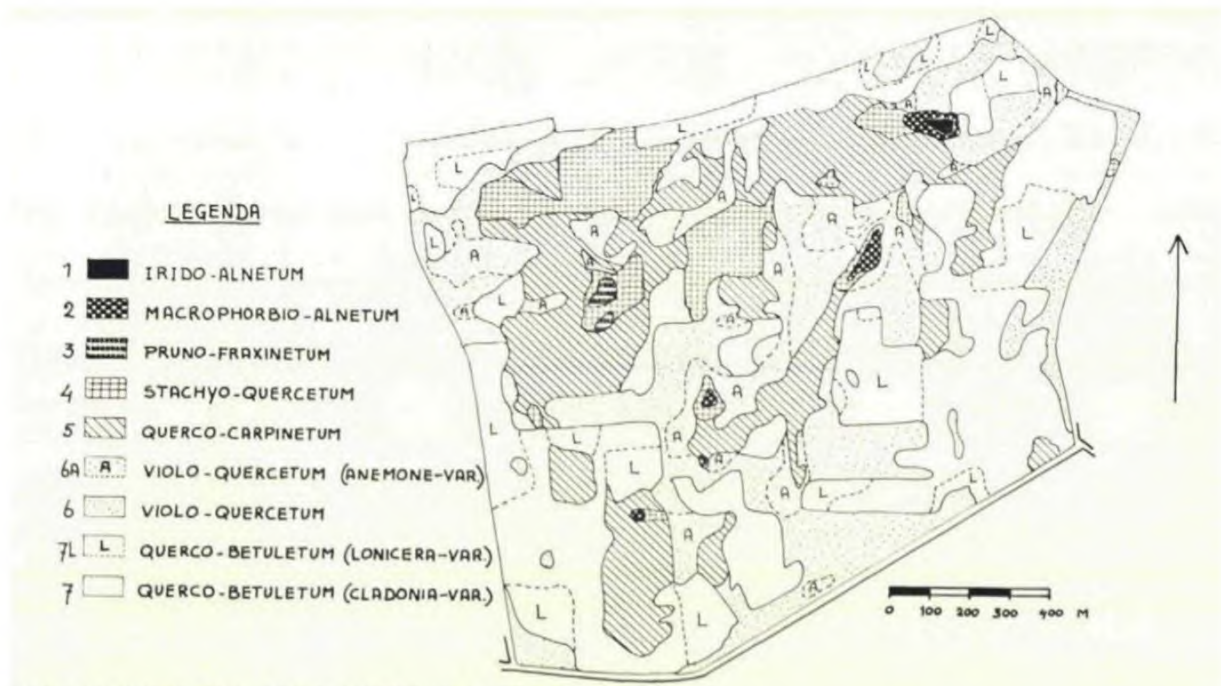 LEGENDA
1 IRIDO-ALNETUM
2 MACROPHORBIO-ALNETUM
3 PRUNO-FRAXINETUM
4 STACHYO-QUERCETUM
5 QUERCO-CARPINETUM
6A A VIOLO-QUERCETUM (ANEMONE-VAR.)
6 VIOLO-QUERCETUM
7L L QUERCO-BETULETUM (LONICERA-VAR.)
7 QUERCO-BETULETUM (CLADONIA-VAR.)
L
L
L
A
A
L
L
L
A
A
A
L
L
A
A
A
L
A
A
A
L
A
L
A
L
L
L
A
A
L
L
A
A
L
L
0 100 200 300 400 M